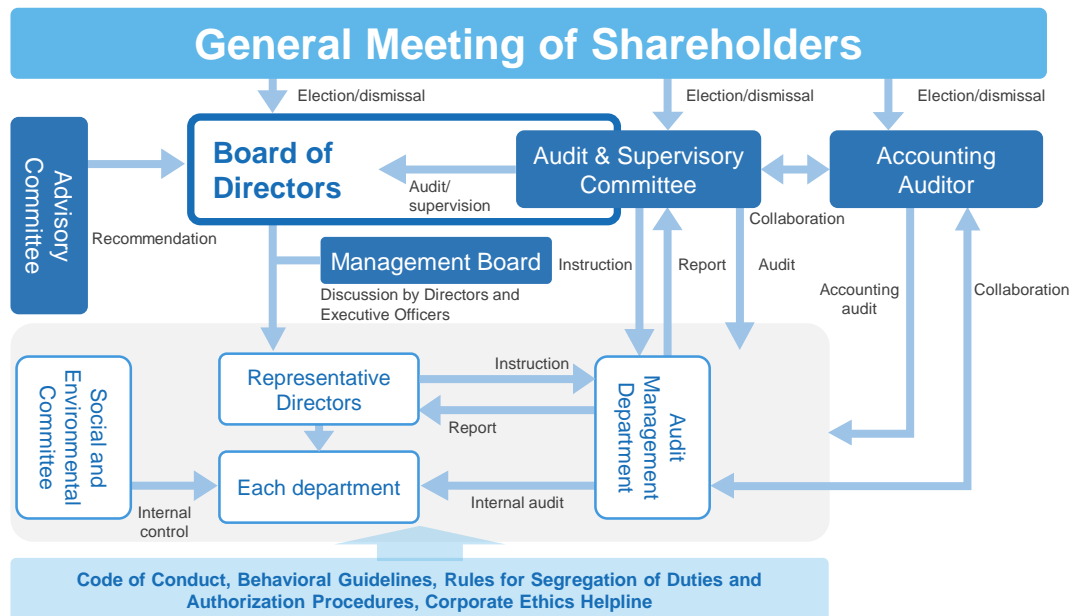 General Meeting of Shareholders
Election/dismissal
Election/dismissal
Election/dismissal
Advisory
Committee
Recommendation
Board of
Directors
Audit/
supervision
Audit & Supervisory
Committee
Accounting
Auditor
Collaboration
Management Board
Discussion by Directors and
Executive Officers
Instruction
Report
Audit
Accounting
audit
Collaboration
Social and
Environmental
Committee
Internal
control
Representative
Directors
Instruction
Report
Each department
Internal audit
Audit
Management
Department
Code of Conduct, Behavioral Guidelines, Rules for Segregation of Duties and
Authorization Procedures, Corporate Ethics Helpline